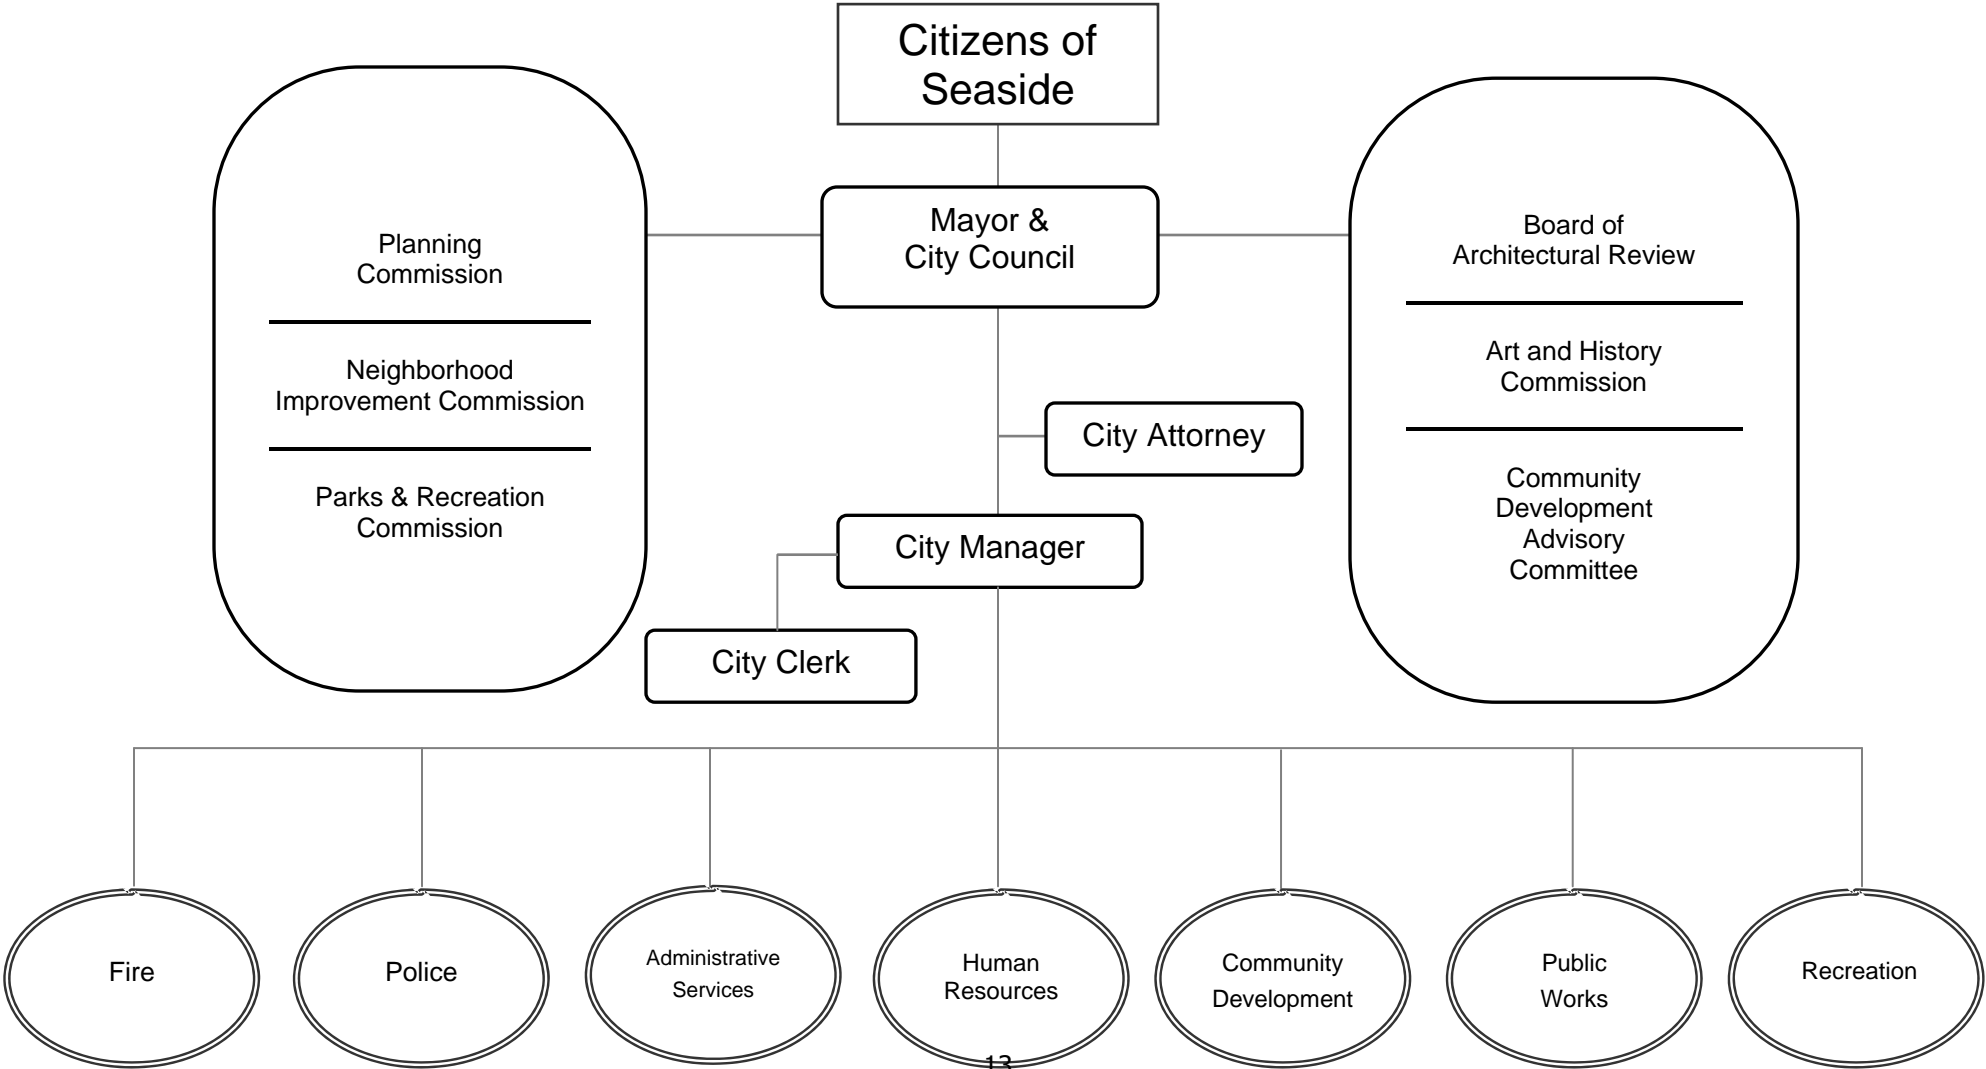 Citizens of
Seaside
Mayor &
City Council
Planning
Commission
Neighborhood
Improvement Commission
Parks & Recreation
Commission
Board of
Architectural Review
Art and History
Commission
Community
Development
Advisory
Committee
City Attorney
City Manager
City Clerk
Fire
Police
Administrative
Services
Human
Resources
Community
Development
Public
Works
Recreation
13